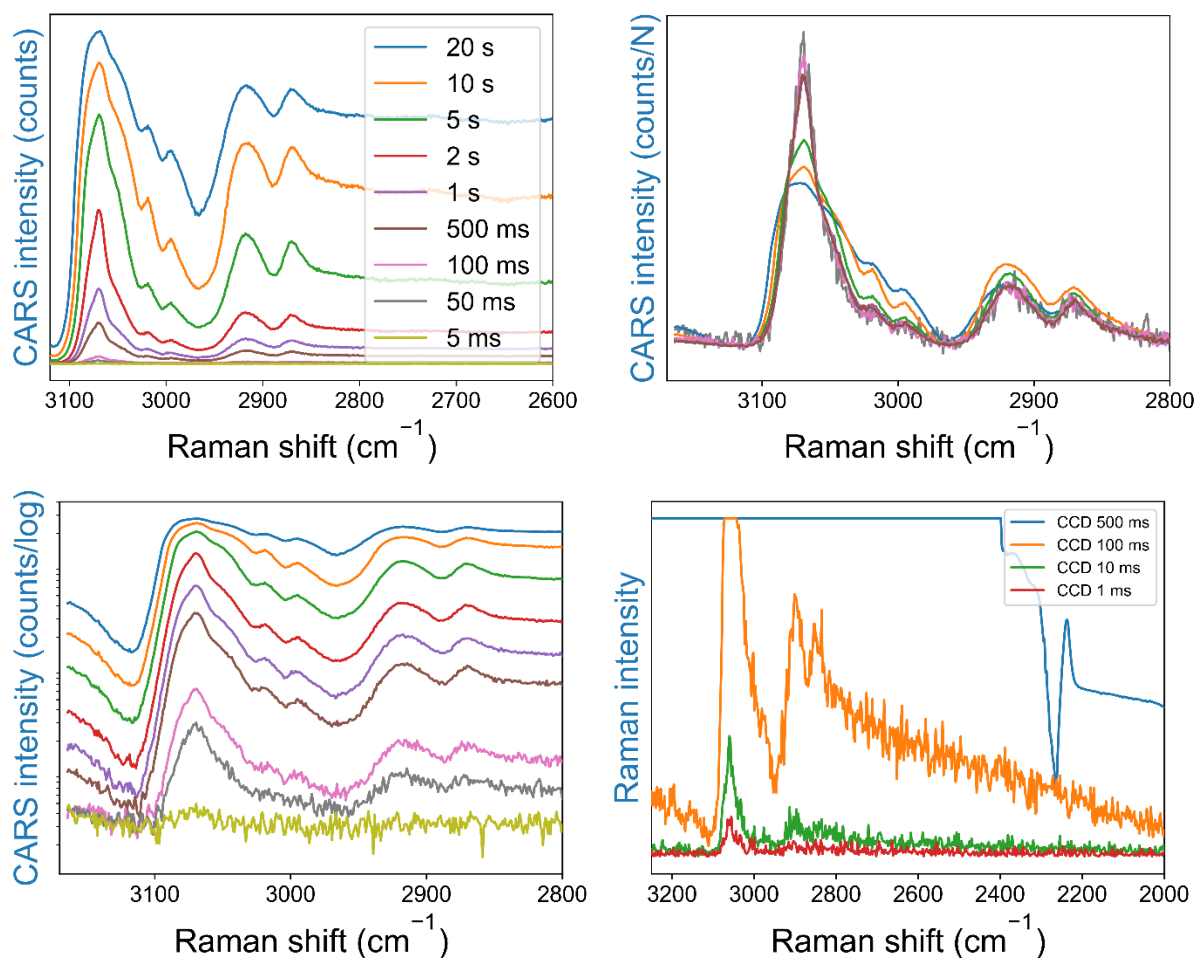 CARS intensity (counts)
20 s
10 s
5 s
2 s
1 s
500 ms
100 ms
50 ms
5 ms
3100 3000 2900 2800 2700 2600
Raman shift (cm⁻¹)
CARS intensity (counts/N)
3100 3000 2900 2800
Raman shift (cm⁻¹)
CARS intensity (counts/log)
3100 3000 2900 2800
Raman shift (cm⁻¹)
Raman intensity
CCD 500 ms
CCD 100 ms
CCD 10 ms
CCD 1 ms
3200 3000 2800 2600 2400 2200 2000
Raman shift (cm⁻¹)